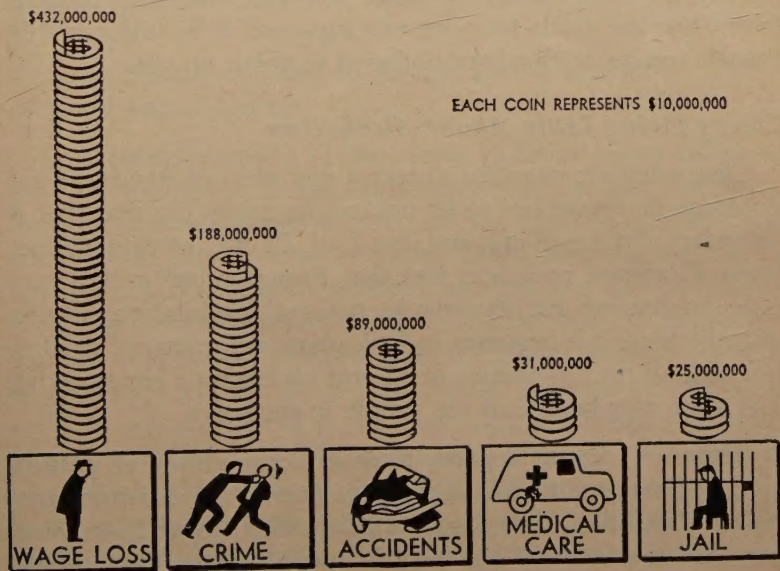 $432,000,000
EACH COIN REPRESENTS $10,000,000
$188,000,000
$89,000,000
$31,000,000
$25,000,000
WAGE LOSS
CRIME
ACCIDENTS
MEDICAL
CARE
JAIL